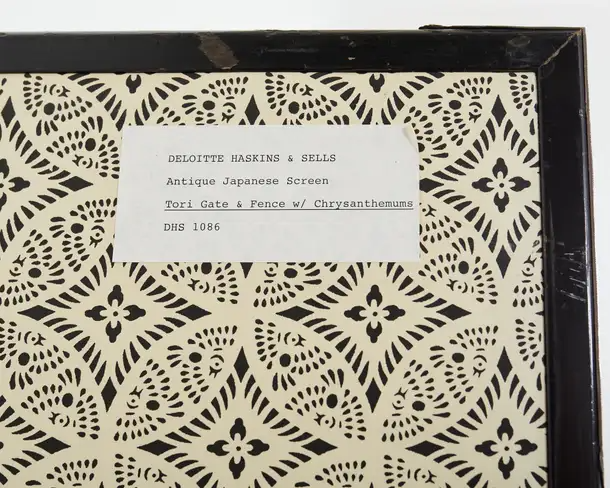 DELOITTE HASKINS & SELLS
Antique Japanese Screen
Tori Gate & Fence w/ Chrysanthemums
DHS 1086